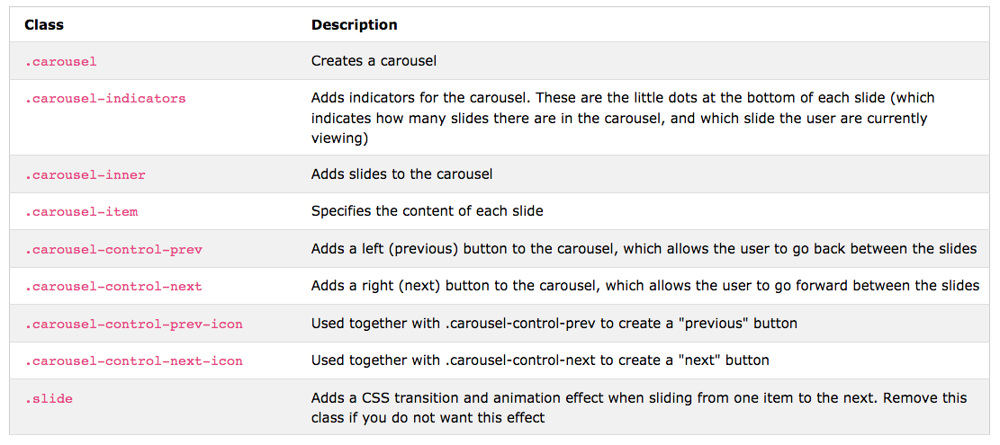 Class Description
.carousel Creates a carousel
.carousel-indicators Adds indicators for the carousel. These are the little dots at the bottom of each slide (which
indicates how many slides there are in the carousel, and which slide the user are currently
viewing)
.carousel-inner Adds slides to the carousel
.carousel-item Specifies the content of each slide
.carousel-control-prev Adds a left (previous) button to the carousel, which allows the user to go back between the slides
.carousel-control-next Adds a right (next) button to the carousel, which allows the user to go forward between the slides
.carousel-control-prev-icon Used together with .carousel-control-prev to create a "previous" button
.carousel-control-next-icon Used together with .carousel-control-next to create a "next" button
.slide Adds a CSS transition and animation effect when sliding from one item to the next. Remove this
class if you do not want this effect